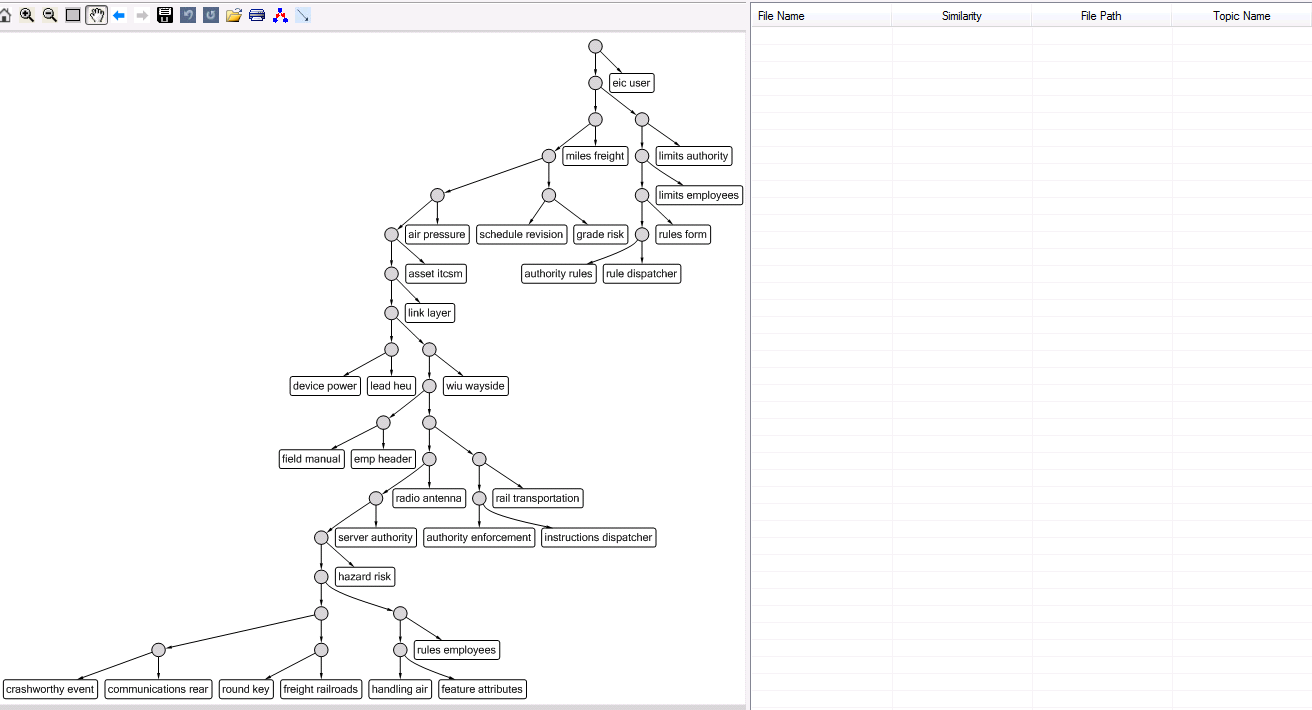 File Name Similarity File Path Topic Name
eic user
miles freight limits authority
limits employees
air pressure schedule revision grade risk rules form
asset itcsm authority rules rule dispatcher
link layer
device power lead heu wiu wayside
field manual emp header
radio antenna rail transportation
server authority authority enforcement instructions dispatcher
hazard risk
rules employees
crashworthy event communications rear round key freight railroads handling air feature attributes